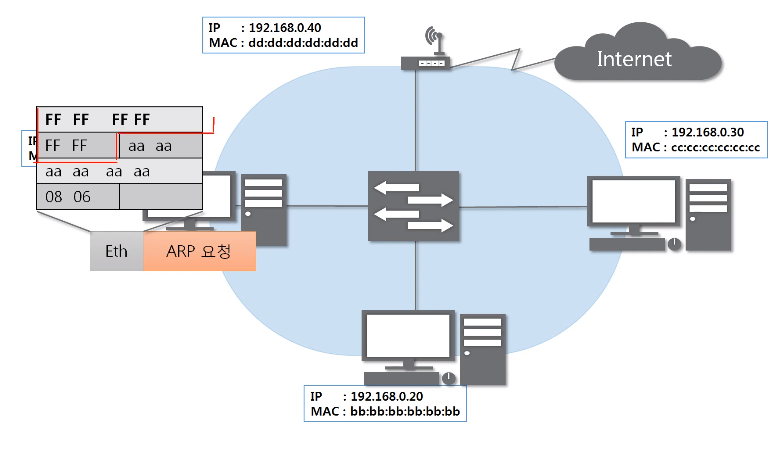 IP : 192.168.0.40
MAC : dd:dd:dd:dd:dd:dd
Internet
FF FF FF FF
FF FF aa aa
aa aa aa aa
08 06
Eth ARP 요청
IP : 192.168.0.30
MAC : cc:cc:cc:cc:cc:cc
IP : 192.168.0.20
MAC : bb:bb:bb:bb:bb:bb